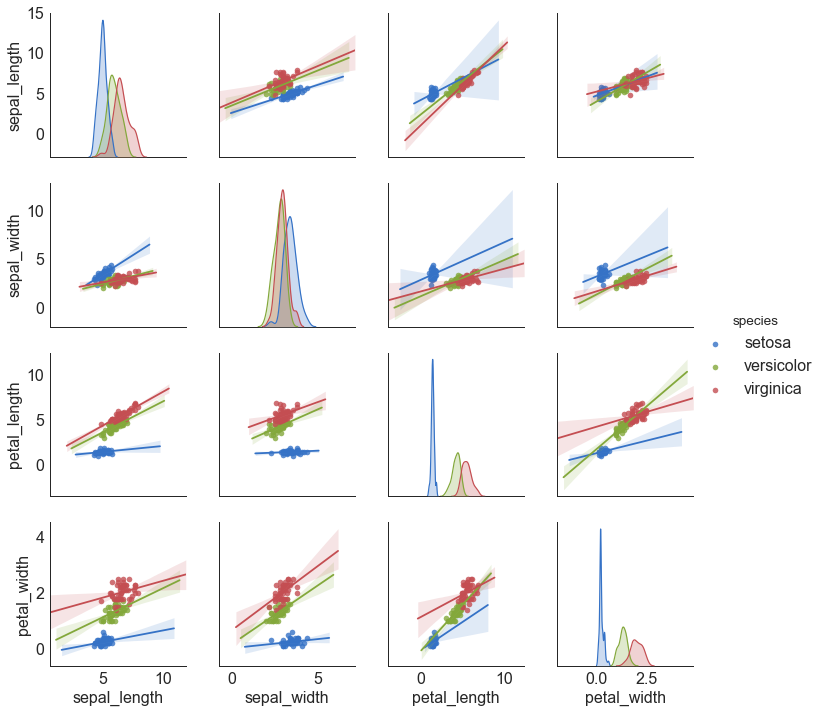 sepal_length
15
10
5
0
sepal_width
10
5
0
petal_length
10
5
0
petal_width
4
2
0
5 10
sepal_length
0 5
sepal_width
0 10
petal_length
0.0 2.5
petal_width
species
setosa
versicolor
virginica